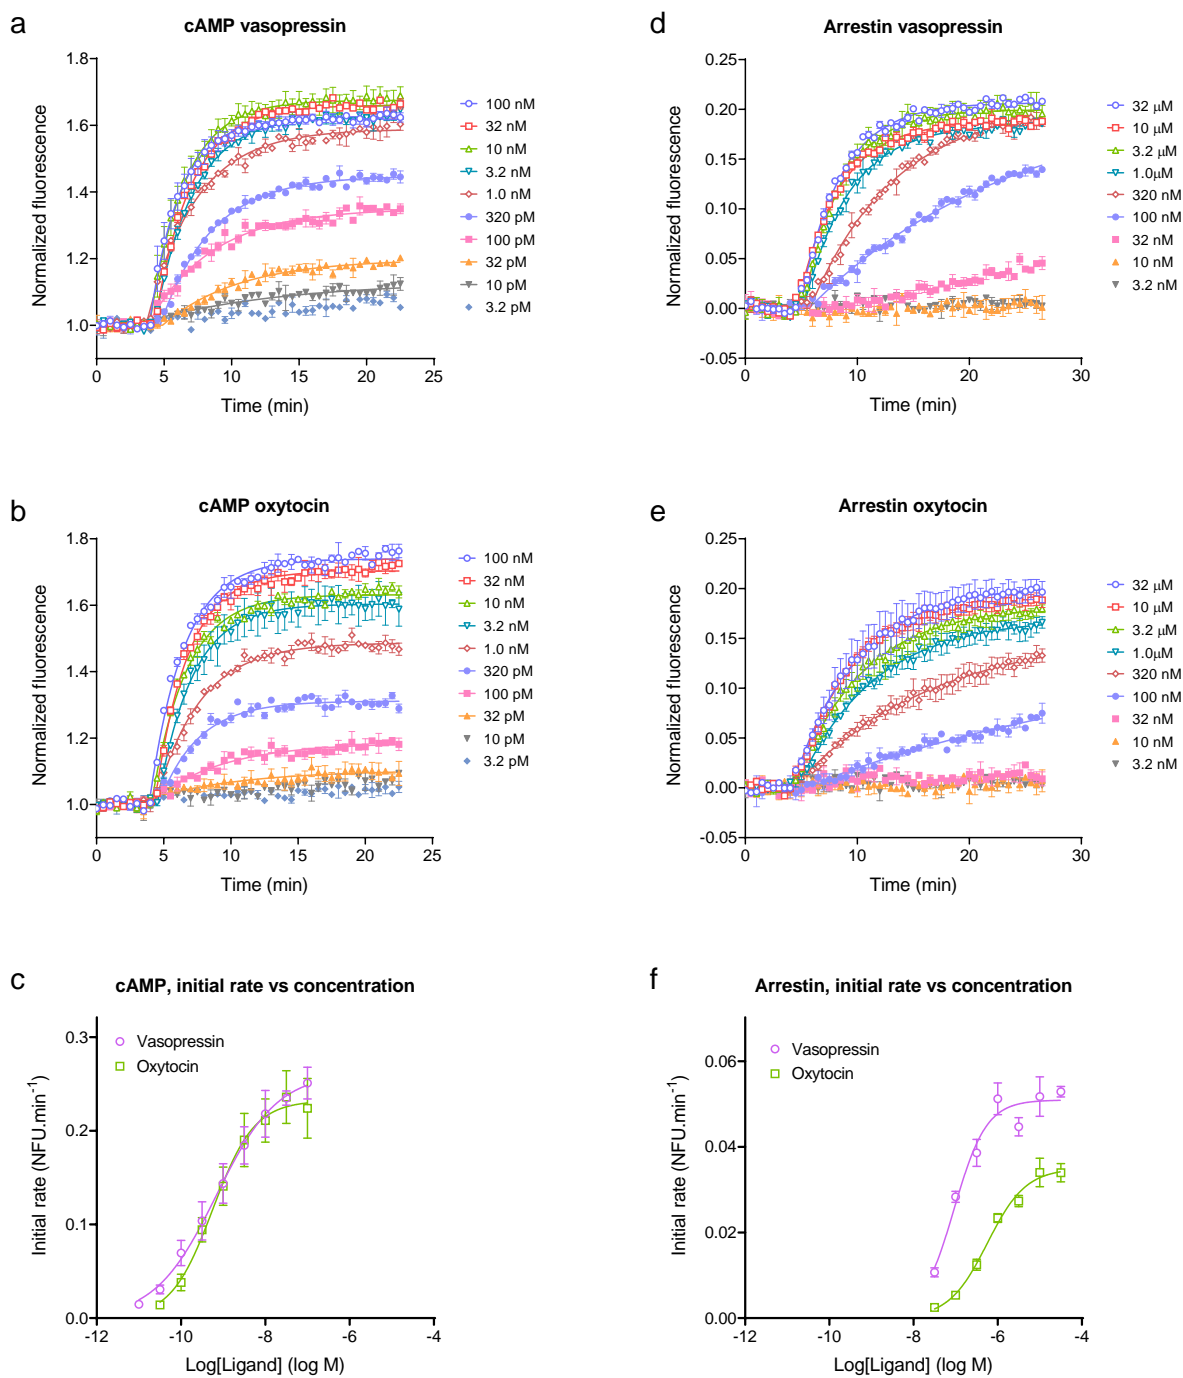 a
cAMP vasopressin
1.8
1.6
1.4
1.2
1.0
Normalized fluorescence
0
5
10
15
20
25
Time (min)
100 nM
32 nM
10 nM
3.2 nM
1.0 nM
320 pM
100 pM
32 pM
10 pM
3.2 pM
d
Arrestin vasopressin
0.25
0.20
0.15
0.10
0.05
0.00
-0.05
Normalized fluorescence
0
10
20
30
Time (min)
32 μM
10 μM
3.2 μM
1.0μM
320 nM
100 nM
32 nM
10 nM
3.2 nM
b
cAMP oxytocin
1.8
1.6
1.4
1.2
1.0
Normalized fluorescence
0
5
10
15
20
25
Time (min)
100 nM
32 nM
10 nM
3.2 nM
1.0 nM
320 pM
100 pM
32 pM
10 pM
3.2 pM
e
Arrestin oxytocin
0.25
0.20
0.15
0.10
0.05
0.00
-0.05
Normalized fluorescence
0
10
20
30
Time (min)
32 μM
10 μM
3.2 μM
1.0μM
320 nM
100 nM
32 nM
10 nM
3.2 nM
c
cAMP, initial rate vs concentration
0.3
0.2
0.1
0.0
Initial rate (NFU.min-1)
Vasopressin
Oxytocin
-12
-10
-8
-6
-4
Log[Ligand] (log M)
f
Arrestin, initial rate vs concentration
0.06
0.04
0.02
0.00
Initial rate (NFU.min-1)
Vasopressin
Oxytocin
-12
-10
-8
-6
-4
Log[Ligand] (log M)